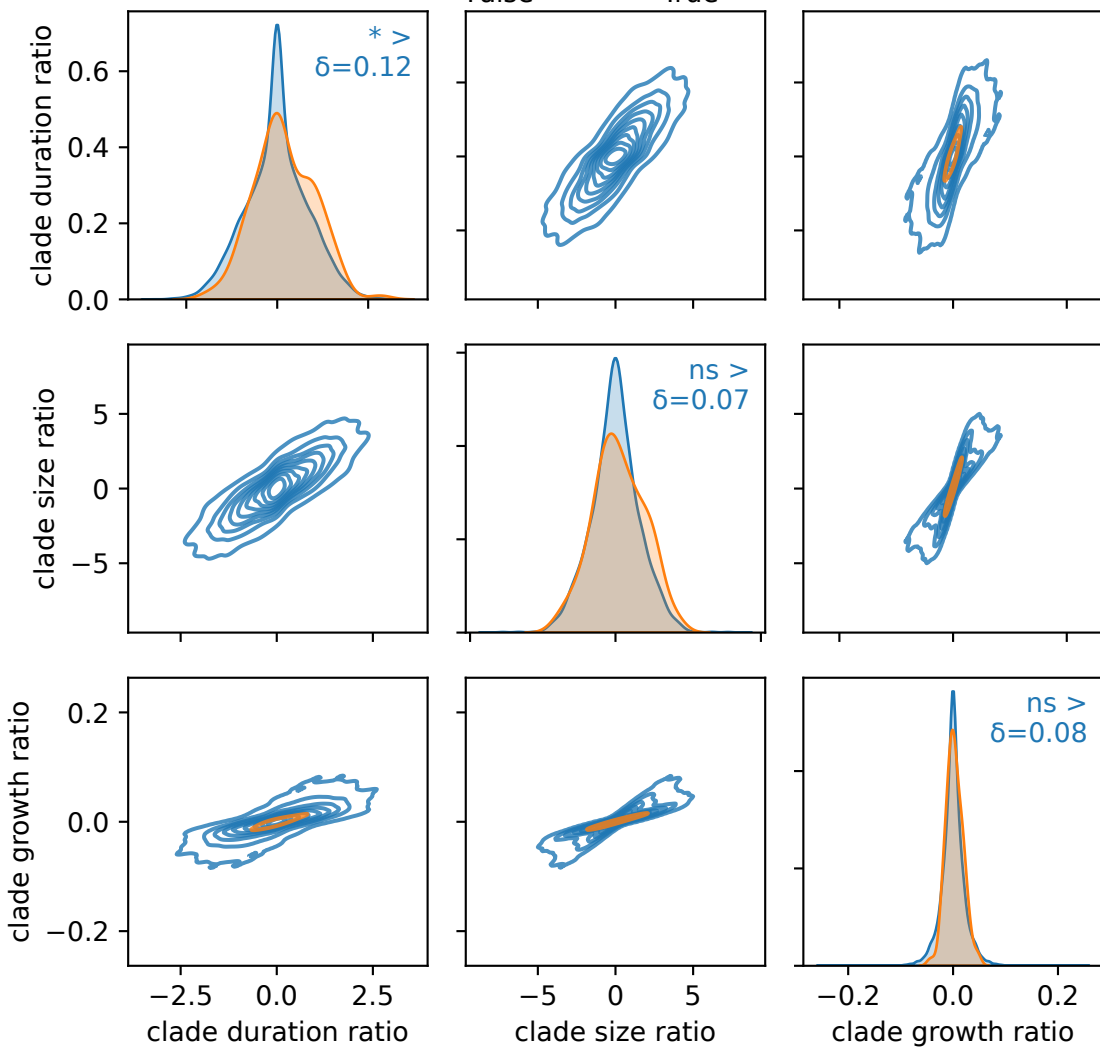 clade duration ratio
0.6
0.4
0.2
0.0
* >
δ=0.12
clade size ratio
5
0
−5
ns >
δ=0.07
clade growth ratio
0.2
0.0
−0.2
ns >
δ=0.08
−2.5 0.0 2.5
−5 0 5
−0.2 0.0 0.2
clade duration ratio
clade size ratio
clade growth ratio